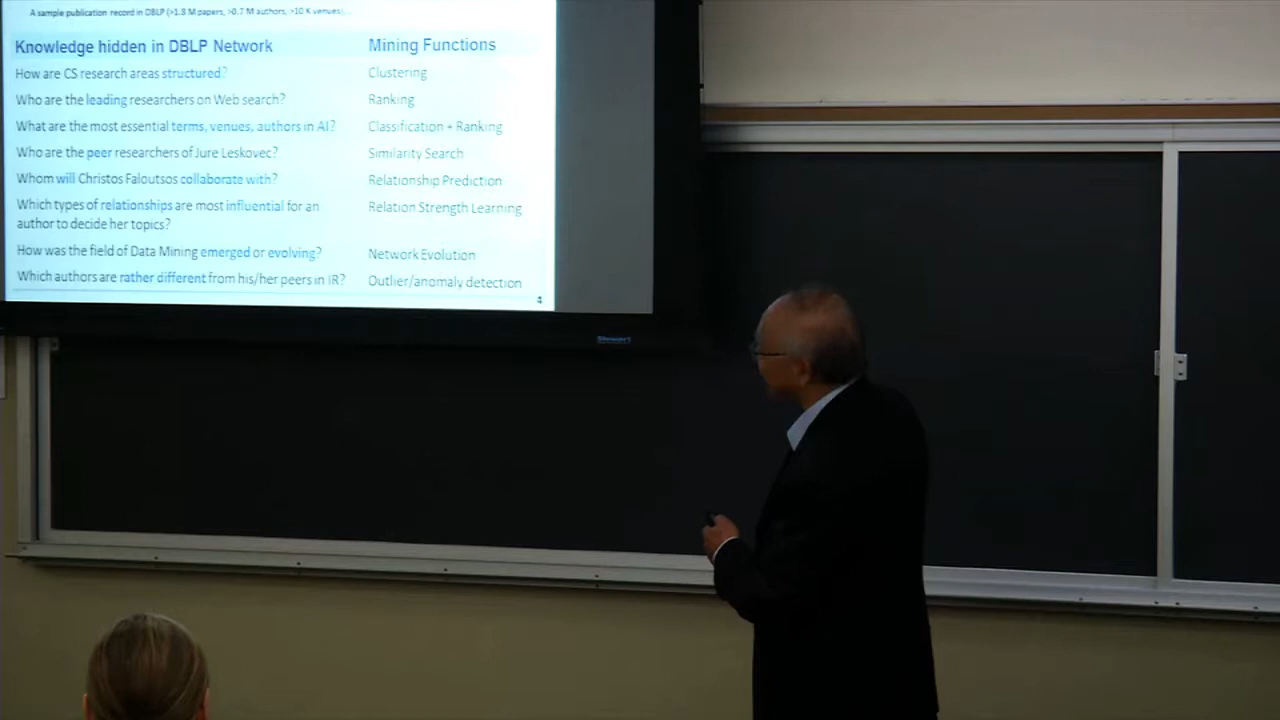 A sample publication record in DBLP (>1.8 M papers, >0.7 M authors, >10 K venues), ...
Knowledge hidden in DBLP Network Mining Functions
How are CS research areas structured? Clustering
Who are the leading researchers on Web search? Ranking
What are the most essential terms, venues, authors in AI? Classification + Ranking
Who are the peer researchers of Jure Leskovec? Similarity Search
Whom will Christos Faloutsos collaborate with? Relationship Prediction
Which types of relationships are most influential for an Relation Strength Learning
author to decide her topics?
How was the field of Data Mining emerged or evolving? Network Evolution
Which authors are rather different from his/her peers in IR? Outlier/anomaly detection
4
Stewart